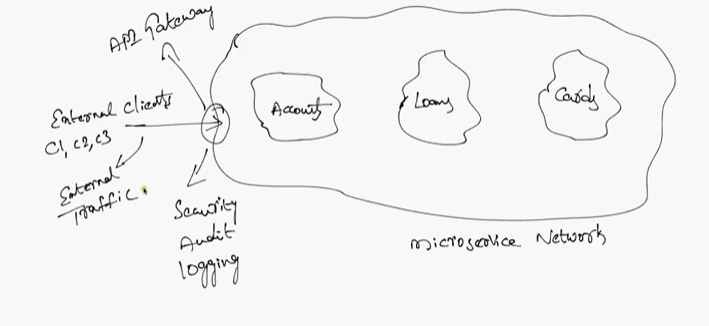 API Gateway
External Clients
C1, C2, C3
External
Traffic.
Security
Audit
logging
Accounts
Loans
Cards
microservice Network